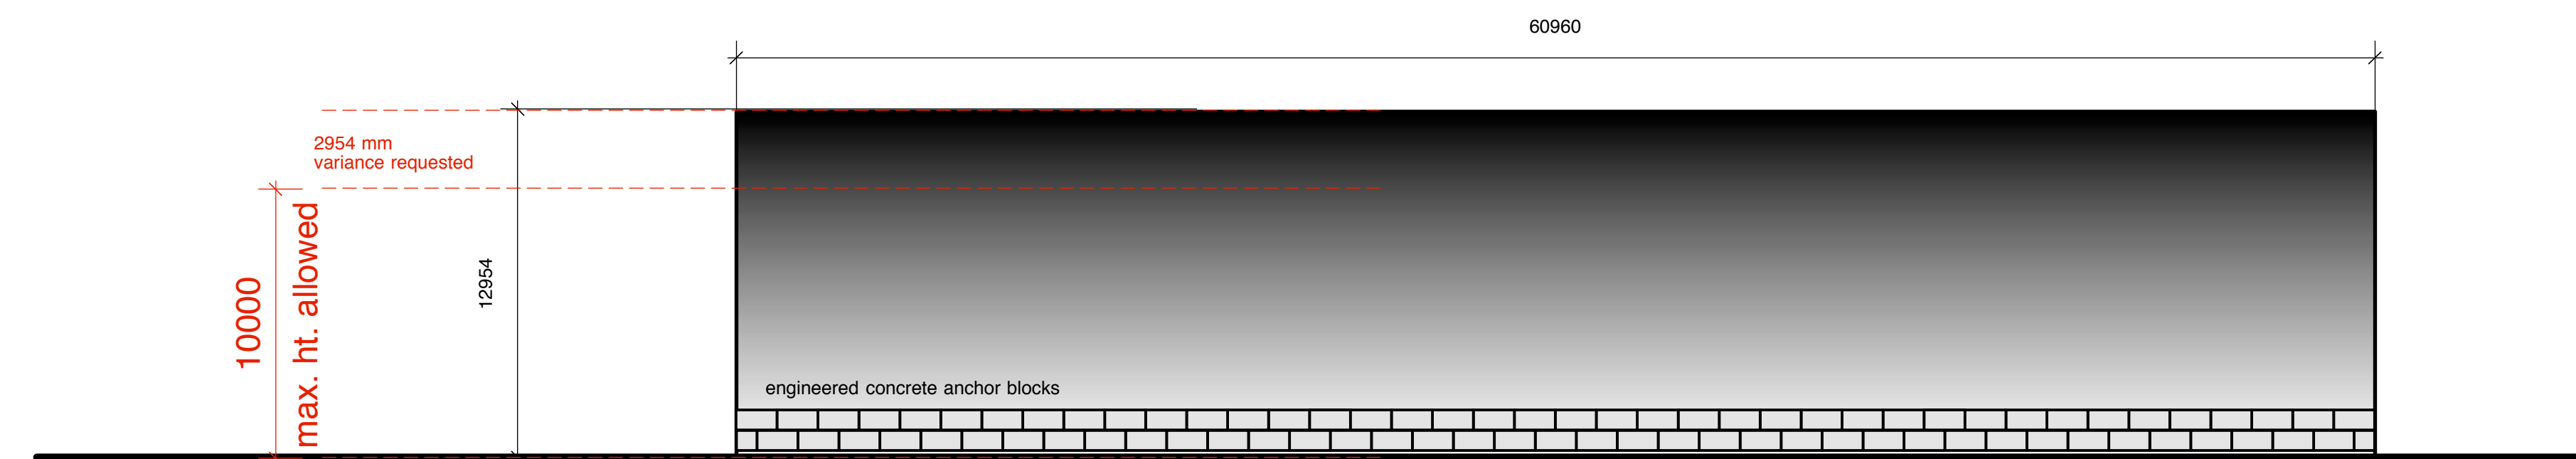 60960
2954 mm
variance requested
10000
max. ht. allowed
12954
engineered concrete anchor blocks